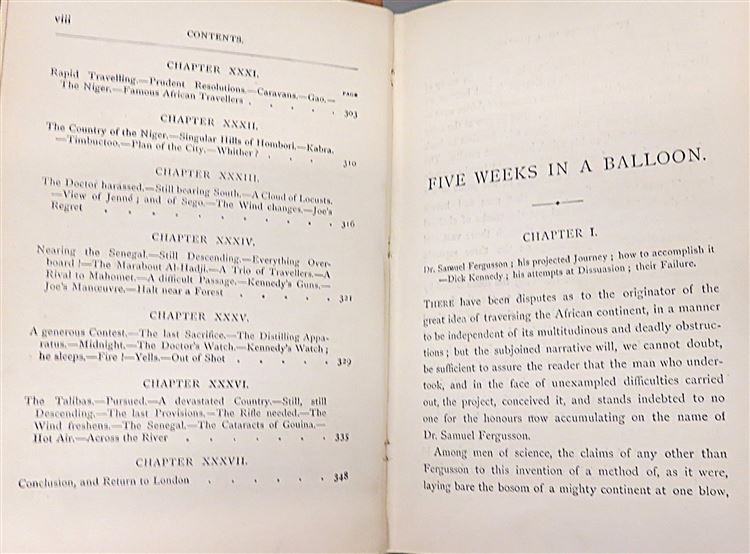 viii
CONTENTS.
CHAPTER XXXI.
PAGE
Rapid Travelling.—Prudent Resolutions.—Caravans.—Gao.—
The Niger.—Famous African Travellers . . . . . 303
CHAPTER XXXII.
The Country of the Niger.—Singular Hills of Hombori.—Kabra.
—Timbuctoo.—Plan of the City.—Whither? . . . 310
CHAPTER XXXIII.
The Doctor harassed.—Still bearing South.—A Cloud of Locusts.
—View of Jenné; and of Sego.—The Wind changes.—Joe's
Regret . . . . . . . . . . 316
CHAPTER XXXIV.
Nearing the Senegal.—Still Descending.—Everything Over-
board!—The Marabout Al-Hadji.—A Trio of Travellers.—A
Rival to Mahomet.—A difficult Passage.—Kennedy's Guns.—
Joe's Manœuvre.—Halt near a Forest . . . . . 321
CHAPTER XXXV.
A generous Contest.—The last Sacrifice.—The Distilling Appa-
ratus.—Midnight.—The Doctor's Watch.—Kennedy's Watch;
he sleeps.—Fire!—Yells.—Out of Shot . . . . . 329
CHAPTER XXXVI.
The Talibas.—Pursued.—A devastated Country.—Still, still
Descending.—The last Provisions.—The Rifle needed.—The
Wind freshens.—The Senegal.—The Cataracts of Gouina.—
Hot Air.—Across the River . . . . . . . 335
CHAPTER XXXVII.
Conclusion, and Return to London . . . . . 348
FIVE WEEKS IN A BALLOON.
CHAPTER I.
Dr. Samuel Fergusson; his projected Journey; how to accomplish it
—Dick Kennedy; his attempts at Dissuasion; their Failure.
THERE have been disputes as to the originator of the
great idea of traversing the African continent, in a manner
to be independent of its multitudinous and deadly obstruc-
tions; but the subjoined narrative will, we cannot doubt,
be sufficient to assure the reader that the man who under-
took, and in the face of unexampled difficulties carried
out, the project, conceived it, and stands indebted to no
one for the honours now accumulating on the name of
Dr. Samuel Fergusson.
Among men of science, the claims of any other than
Fergusson to this invention of a method of, as it were,
laying bare the bosom of a mighty continent at one blow,